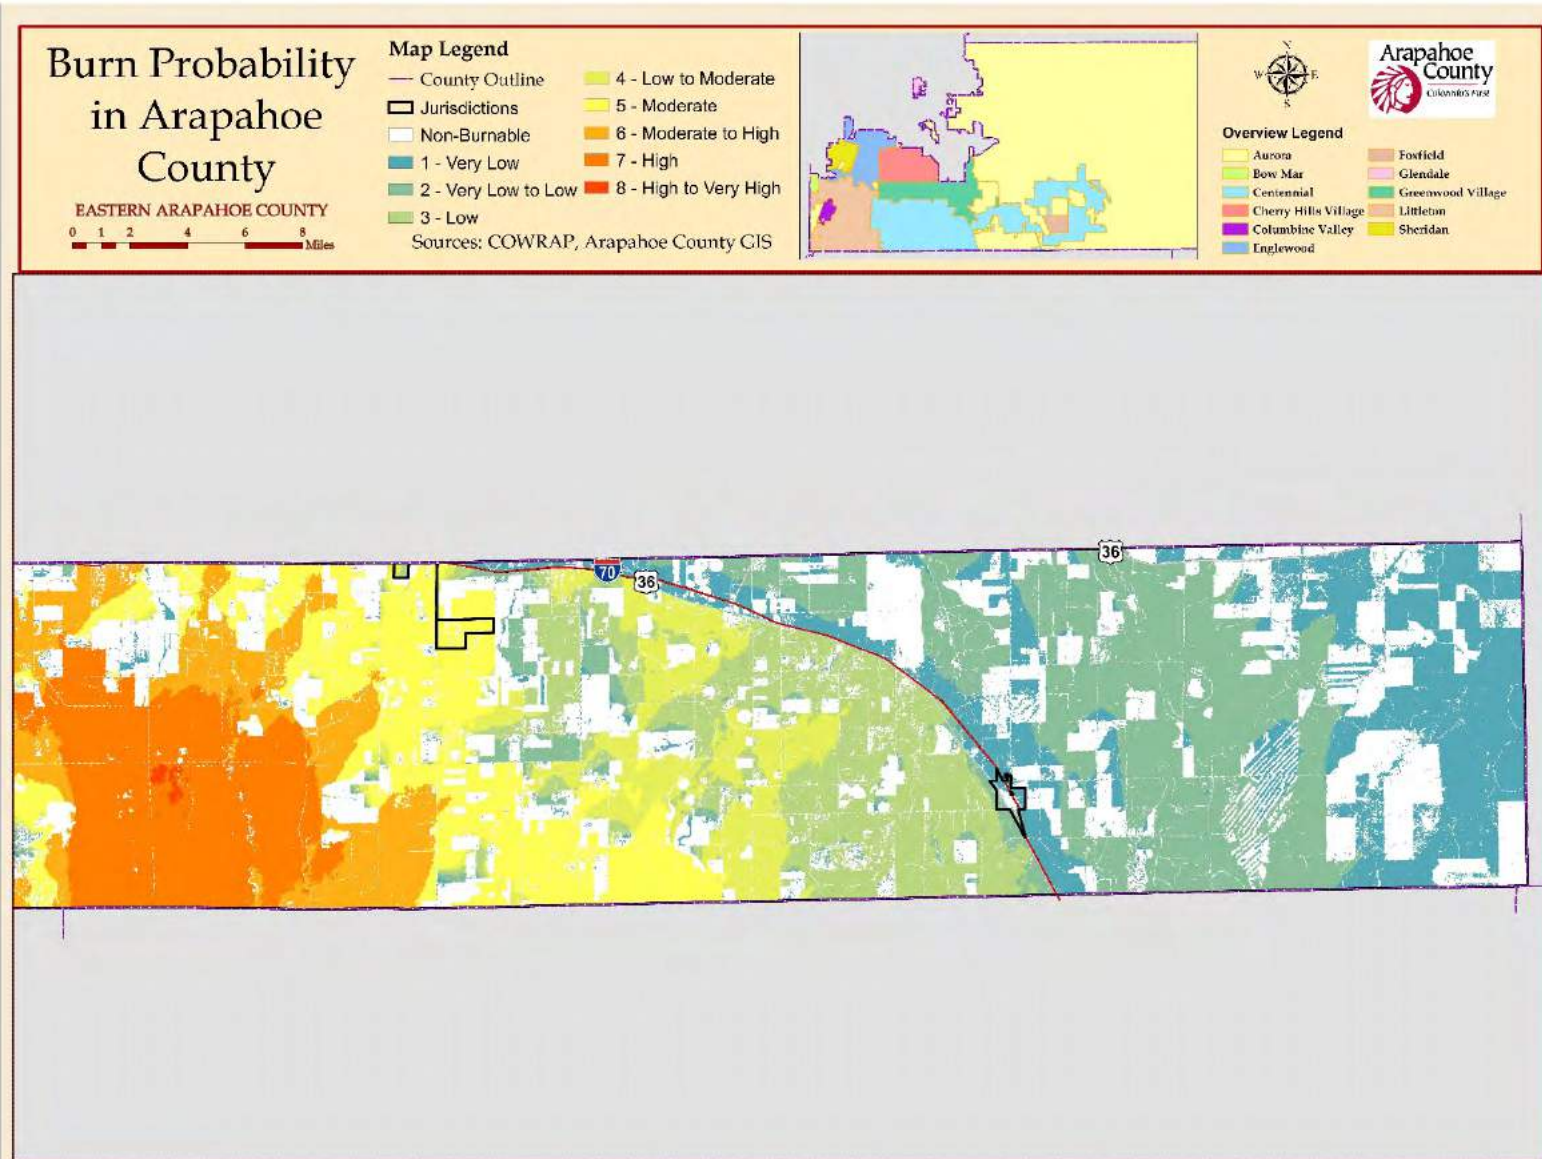 Burn Probability
in Arapahoe
County
EASTERN ARAPAHOE COUNTY
0 1 2 4 6 8
Miles
Map Legend
County Outline
Jurisdictions
Non-Burnable
1 - Very Low
2 - Very Low to Low
3 - Low
4 - Low to Moderate
5 - Moderate
6 - Moderate to High
7 - High
8 - High to Very High
Sources: COWRAP, Arapahoe County GIS
N
W E
S
Arapahoe
County
Colorado's First
Overview Legend
Aurora
Bow Mar
Centennial
Cherry Hills Village
Columbine Valley
Englewood
Foxfield
Glendale
Greenwood Village
Littleton
Sheridan
70
36
36